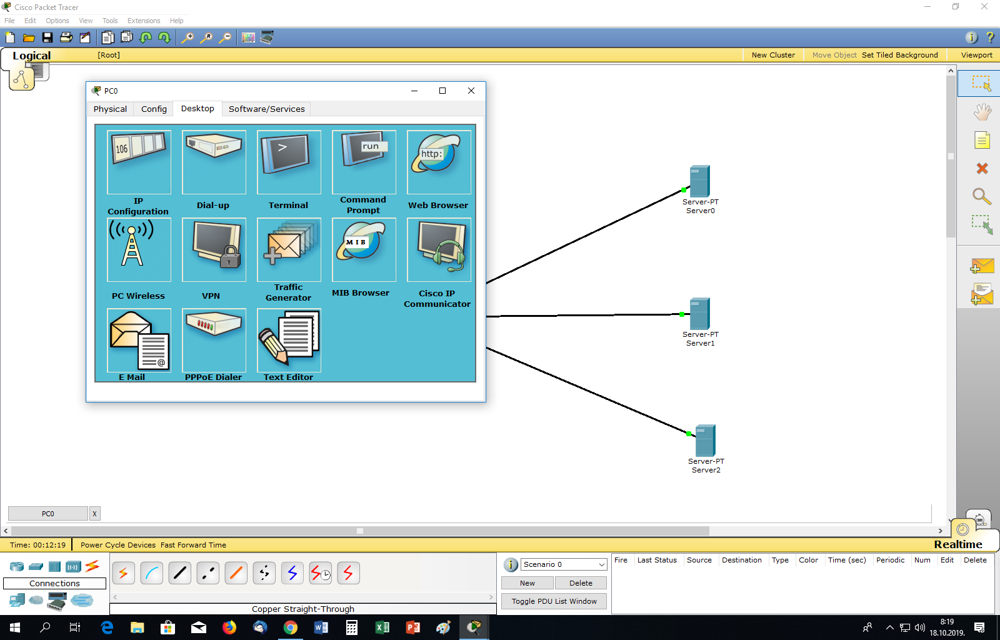 Cisco Packet Tracer
File Edit Options View Tools Extensions Help
Logical [Root] New Cluster Move Object Set Tiled Background Viewport
PC0
Physical Config Desktop Software/Services
106
>
run
http:
IP Configuration
Dial-up
Terminal
Command Prompt
Web Browser
MIB
PC Wireless
VPN
Traffic Generator
MIB Browser
Cisco IP Communicator
@
E Mail
PPPoE Dialer
Text Editor
Server-PT
Server0
Server-PT
Server1
Server-PT
Server2
PC0 X
Time: 00:12:19 Power Cycle Devices Fast Forward Time
Realtime
Connections
Copper Straight-Through
Scenario 0
New Delete
Toggle PDU List Window
Fire Last Status Source Destination Type Color Time (sec) Periodic Num Edit Delete
8:19
18.10.2019.